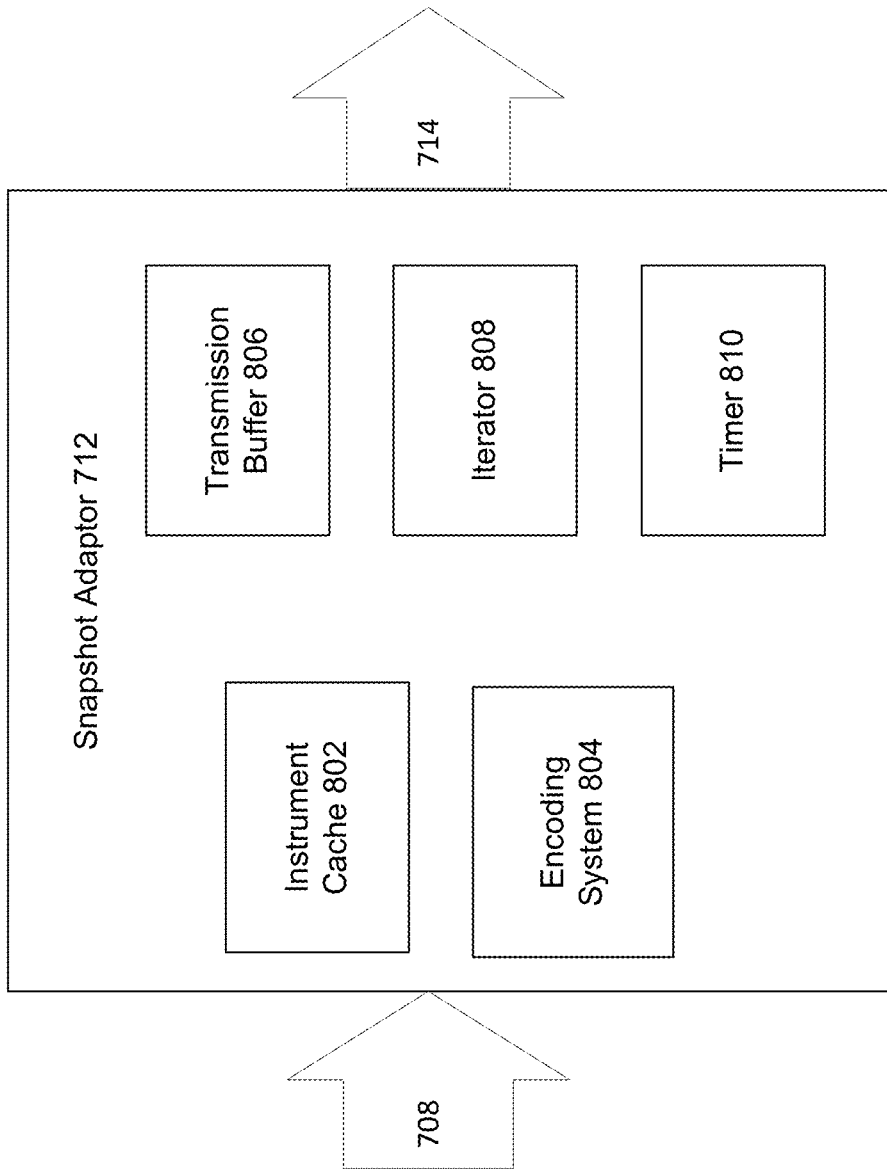 Snapshot Adaptor 712
708
Instrument
Cache 802
Encoding
System 804
Transmission
Buffer 806
Iterator 808
Timer 810
714